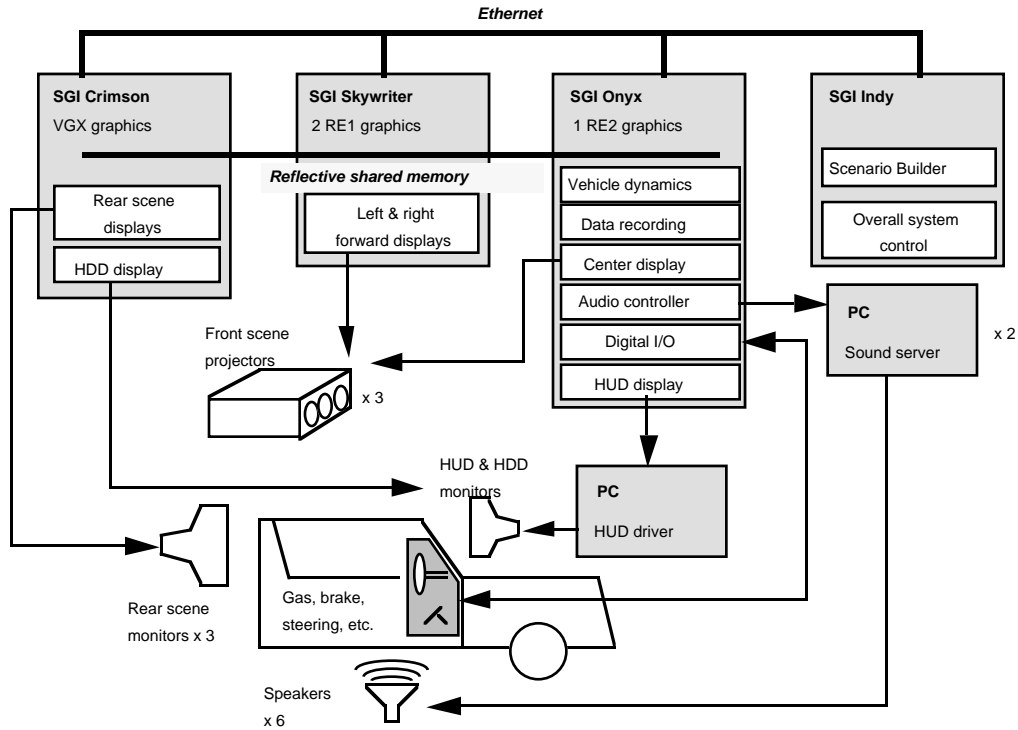 Ethernet
SGI Crimson
VGX graphics
SGI Skywriter
2 RE1 graphics
SGI Onyx
1 RE2 graphics
SGI Indy
Reflective shared memory
Rear scene
displays
HDD display
Left & right
forward displays
Vehicle dynamics
Data recording
Center display
Audio controller
Digital I/O
HUD display
Scenario Builder
Overall system
control
PC
Sound server
x 2
Front scene
projectors
x 3
HUD & HDD
monitors
PC
HUD driver
Rear scene
monitors x 3
Gas, brake,
steering, etc.
Speakers
x 6